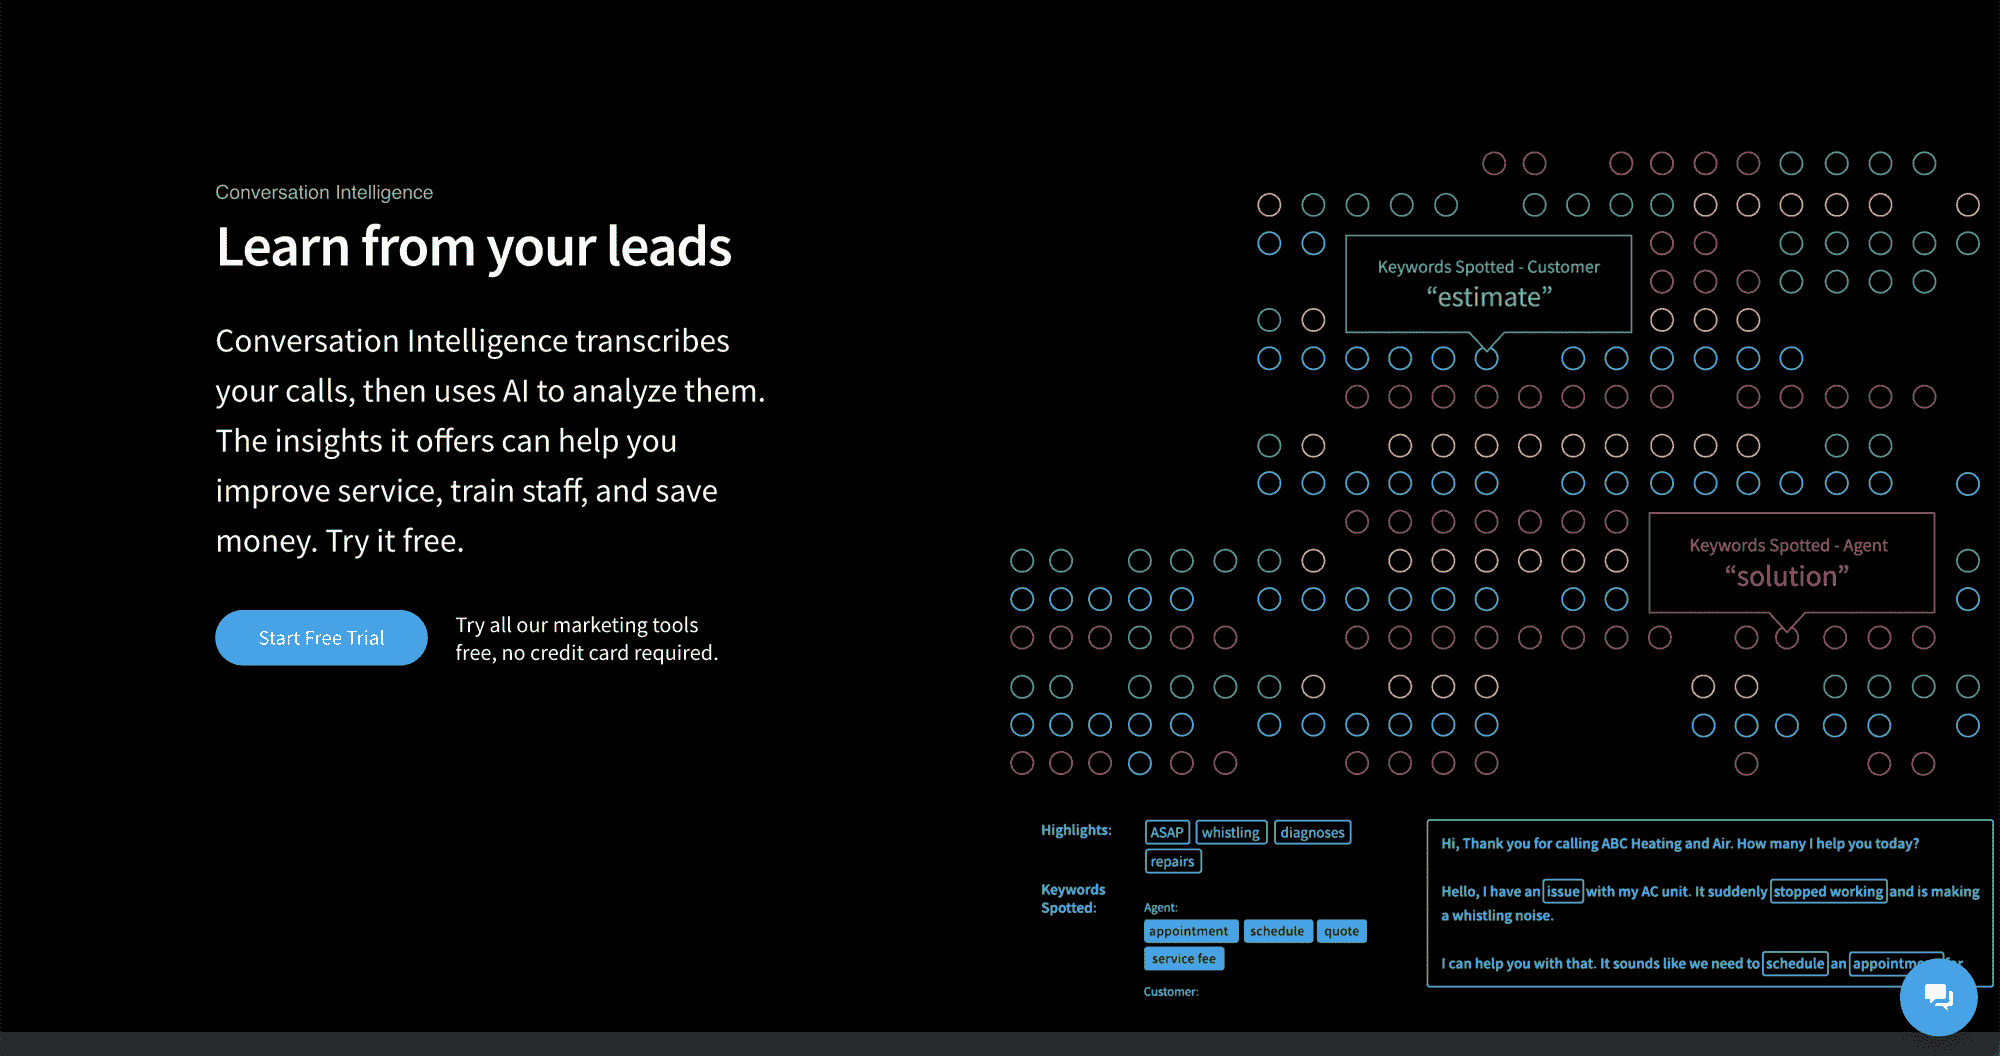 Conversation Intelligence
Learn from your leads
Conversation Intelligence transcribes
your calls, then uses AI to analyze them.
The insights it offers can help you
improve service, train staff, and save
money. Try it free.
Start Free Trial
Try all our marketing tools
free, no credit card required.
Keywords Spotted - Customer
“estimate”
Keywords Spotted - Agent
“solution”
Highlights:
ASAP whistling diagnoses
repairs
Keywords
Spotted:
Agent:
appointment schedule quote
service fee
Customer:
Hi, Thank you for calling ABC Heating and Air. How many I help you today?
Hello, I have an issue with my AC unit. It suddenly stopped working and is making
a whistling noise.
I can help you with that. It sounds like we need to schedule an